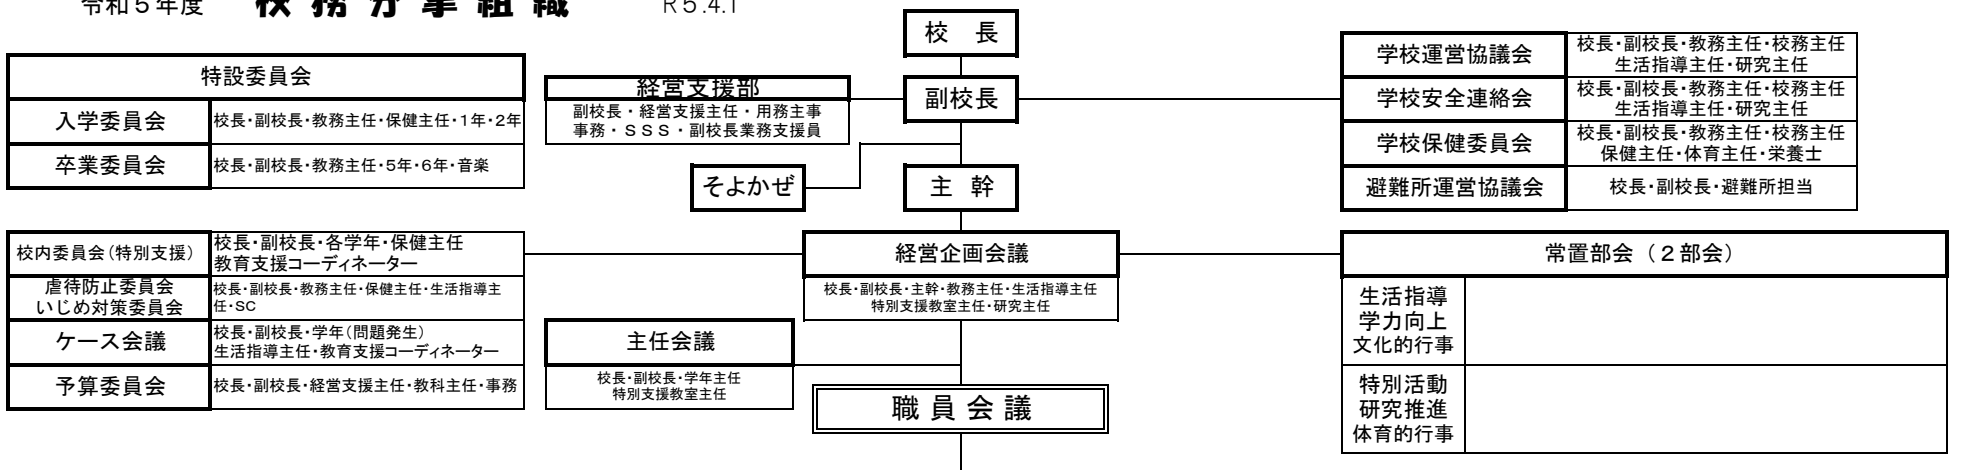 令和5年度 校務分掌組織 R5.4.1
校 長
副校長
主 幹
特設委員会
入学委員会 校長・副校長・教務主任・保健主任・1年・2年
卒業委員会 校長・副校長・教務主任・5年・6年・音楽
経営支援部
副校長・経営支援主任・用務主事
事務・SSS・副校長業務支援員
そよかぜ
学校運営協議会 校長・副校長・教務主任・校務主任
生活指導主任・研究主任
学校安全連絡会 校長・副校長・教務主任・校務主任
生活指導主任・研究主任
学校保健委員会 校長・副校長・教務主任・校務主任
保健主任・体育主任・栄養士
避難所運営協議会 校長・副校長・避難所担当
校内委員会(特別支援) 校長・副校長・各学年・保健主任
教育支援コーディネーター
虐待防止委員会
いじめ対策委員会
校長・副校長・教務主任・保健主任・生活指導主
任・SC
ケース会議 校長・副校長・学年(問題発生)
生活指導主任・教育支援コーディネーター
予算委員会 校長・副校長・経営支援主任・教科主任・事務
経営企画会議
校長・副校長・主幹・教務主任・生活指導主任
特別支援教室主任・研究主任
主任会議
校長・副校長・学年主任
特別支援教室主任
職員会議
常置部会(2部会)
生活指導
学力向上
文化的行事
特別活動
研究推進
体育的行事